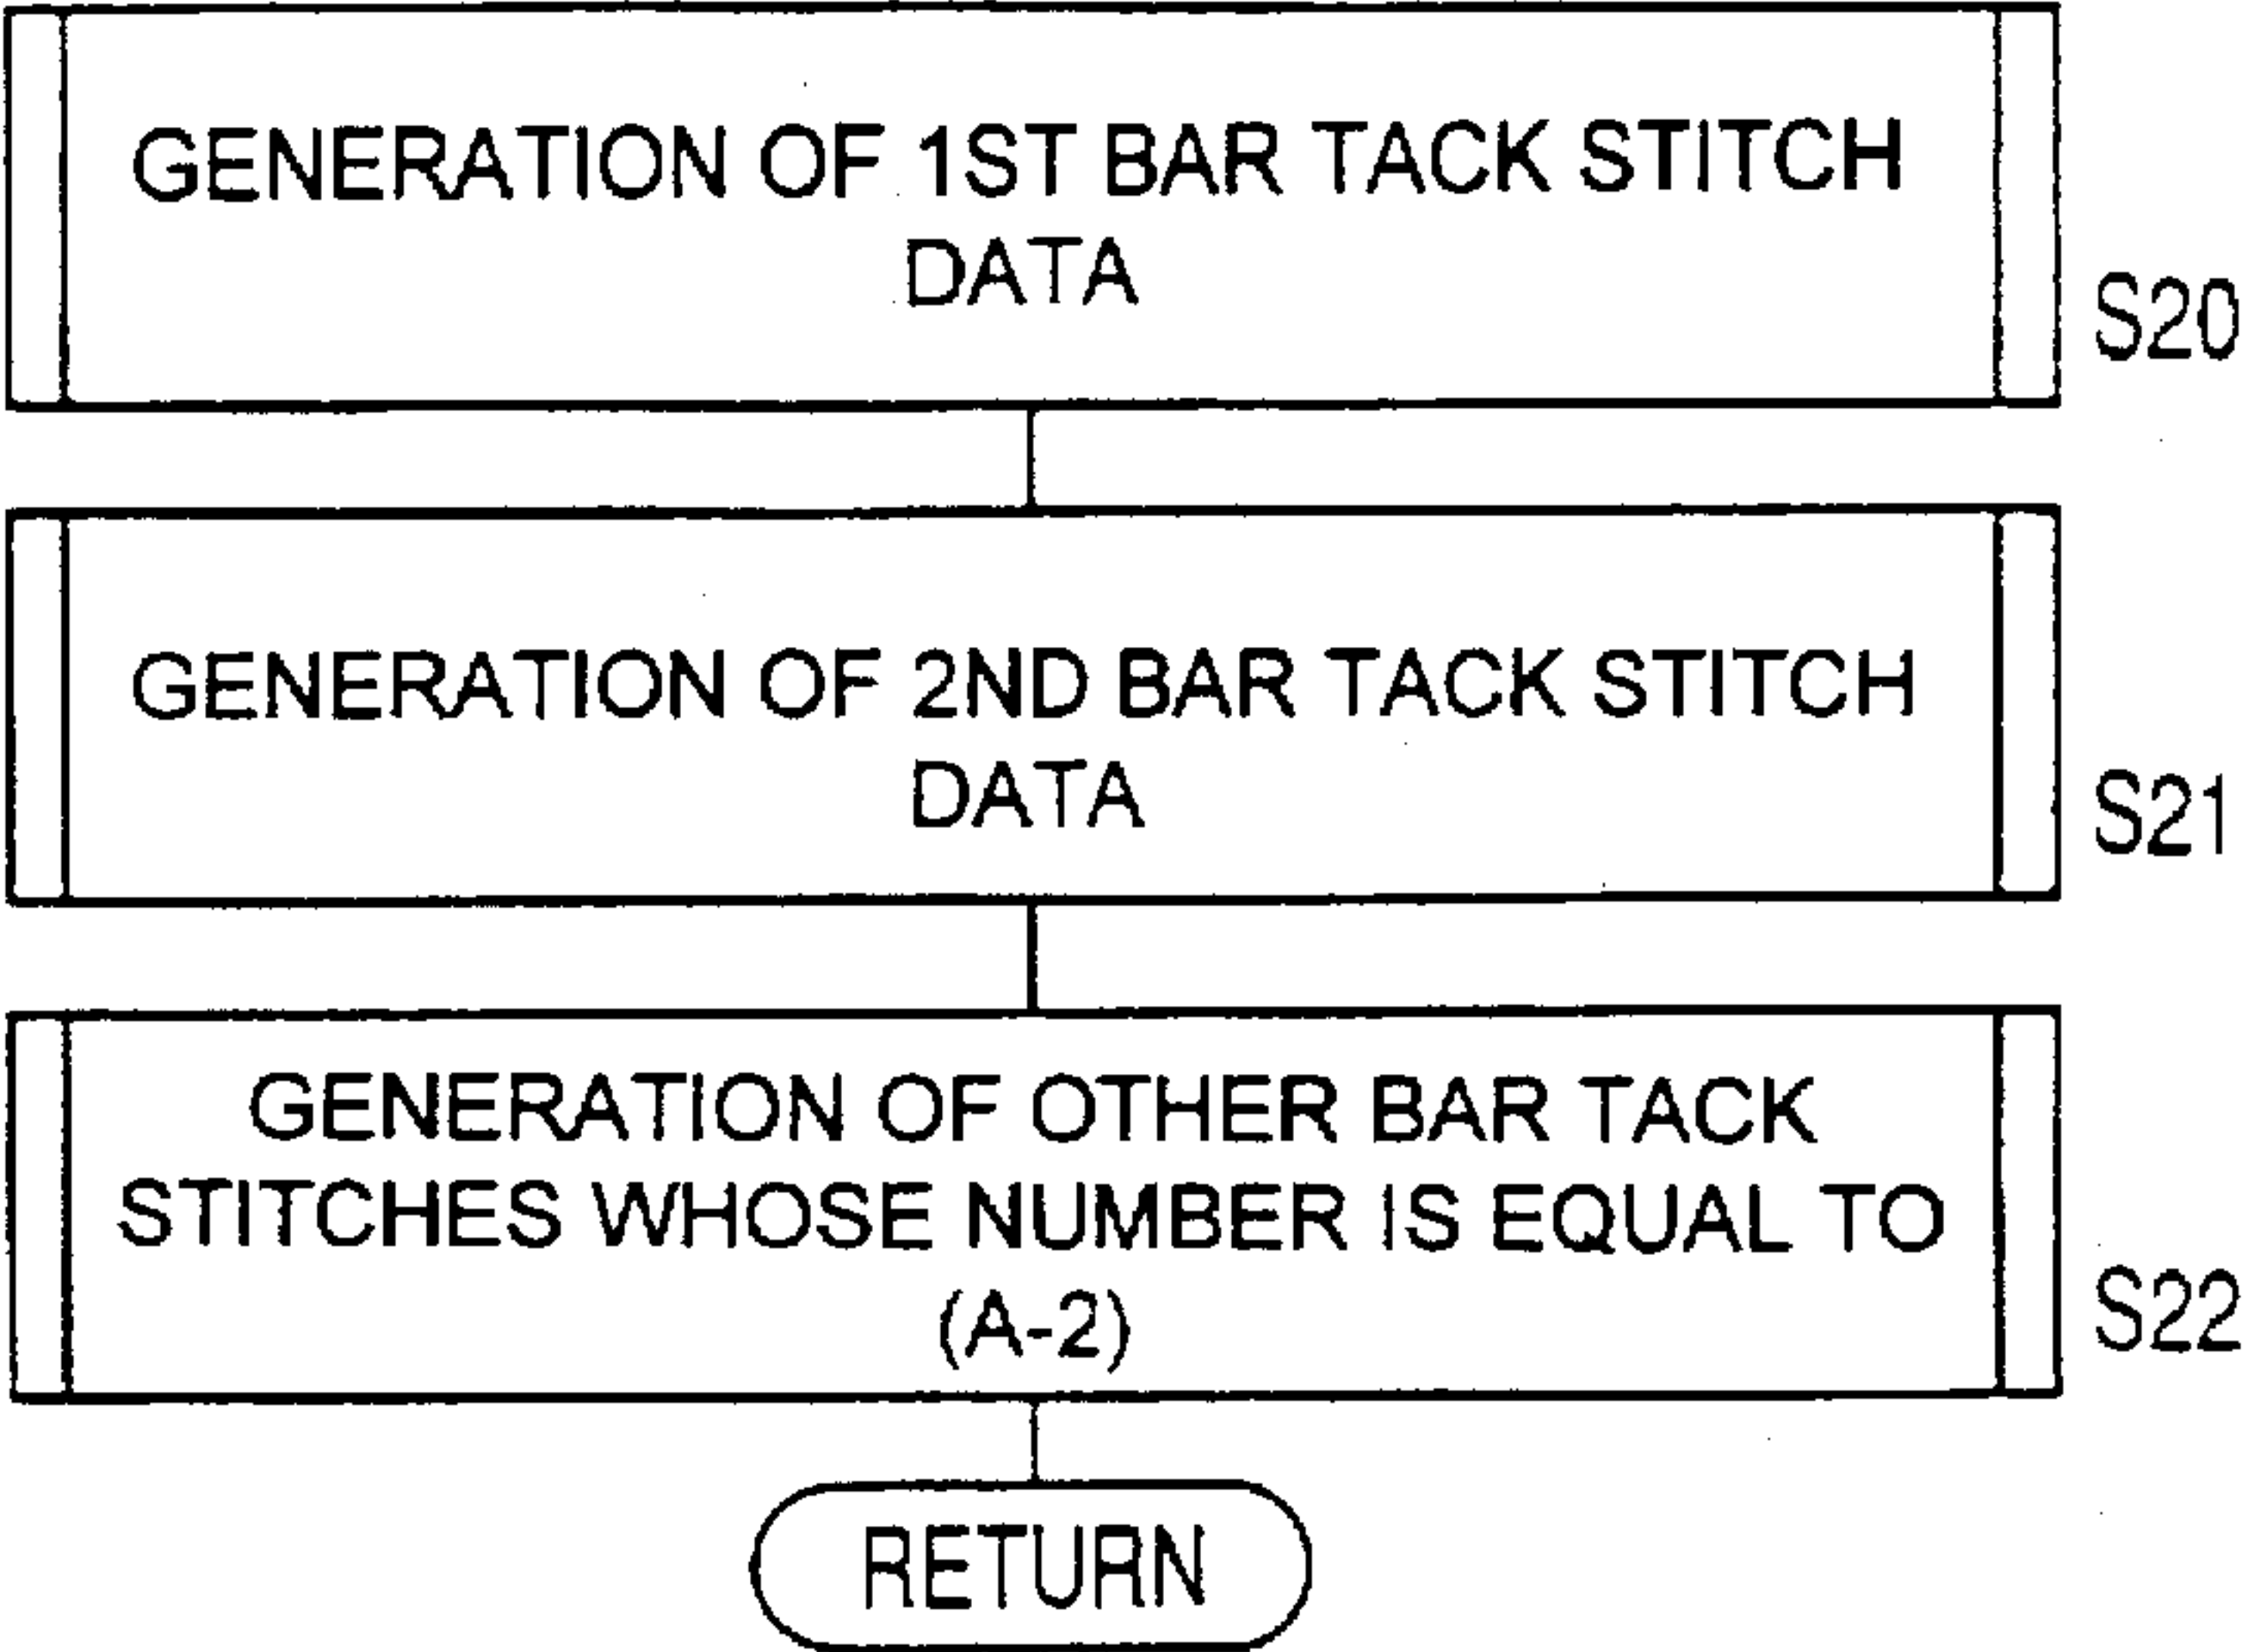 GENERATION OF 1ST BAR TACK STITCH
DATA
S20
GENERATION OF 2ND BAR TACK STITCH
DATA
S21
GENERATION OF OTHER BAR TACK
STITCHES WHOSE NUMBER IS EQUAL TO
(A-2)
S22
RETURN